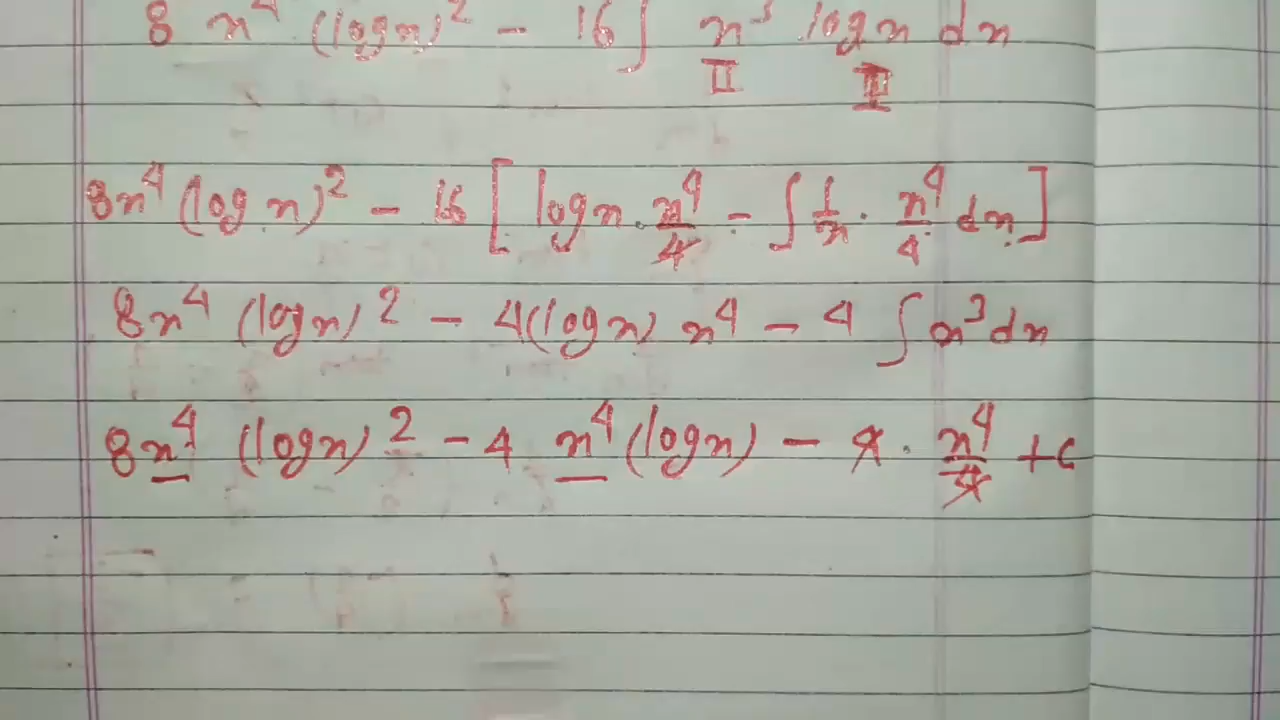 8 x⁴ (log x)² - 16 ∫ x³ log x dx
II I
8x⁴ (log x)² - 16 [ log x . x⁴/4 - ∫ 1/x . x⁴/4 dx ]
8x⁴ (log x)² - 4(log x) x⁴ - 4 ∫ x³ dx
8x⁴ (log x)² - 4 x⁴ (log x) - 4 . x⁴/4 + c